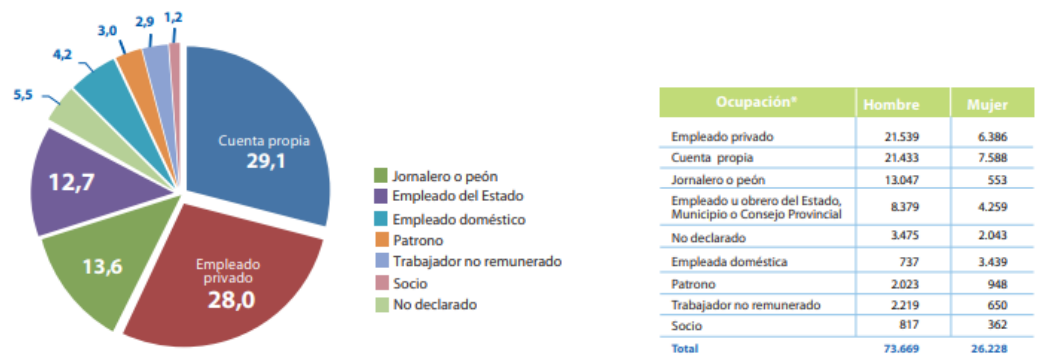 1,2
2,9
3,0
4,2
5,5
12,7
13,6
Cuenta propia
29,1
Empleado
privado
28,0
Jornalero o peón
Empleado del Estado
Empleado doméstico
Patrono
Trabajador no remunerado
Socio
No declarado
Ocupación* Hombre Mujer
Empleado privado 21.539 6.386
Cuenta propia 21.433 7.588
Jornalero o peón 13.047 553
Empleado u obrero del Estado,
Municipio o Consejo Provincial 8.379 4.259
No declarado 3.475 2.043
Empleada doméstica 737 3.439
Patrono 2.023 948
Trabajador no remunerado 2.219 650
Socio 817 362
Total 73.669 26.228